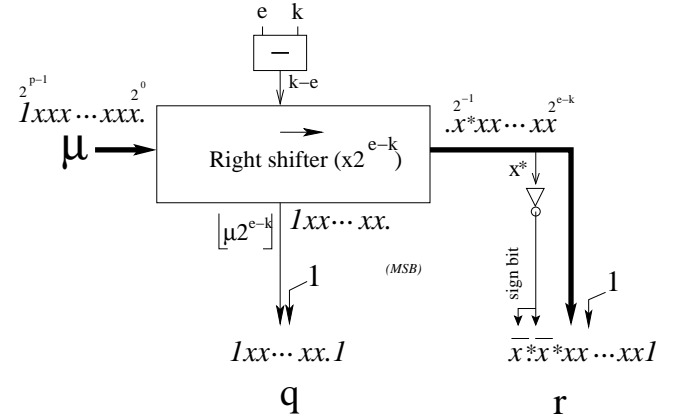 e k
−
k−e
2^{p−1} 2^0
1xxx⋯xxx.
μ
Right shifter (x2^{e−k})
2^{−1} 2^{e−k}
.x*xx⋯xx
x*
⌊μ2^{e−k}⌋
1xx⋯xx.
1
(MSB)
sign bit
1
1xx⋯xx.1
x̄*.x̄*xx⋯xx1
q
r